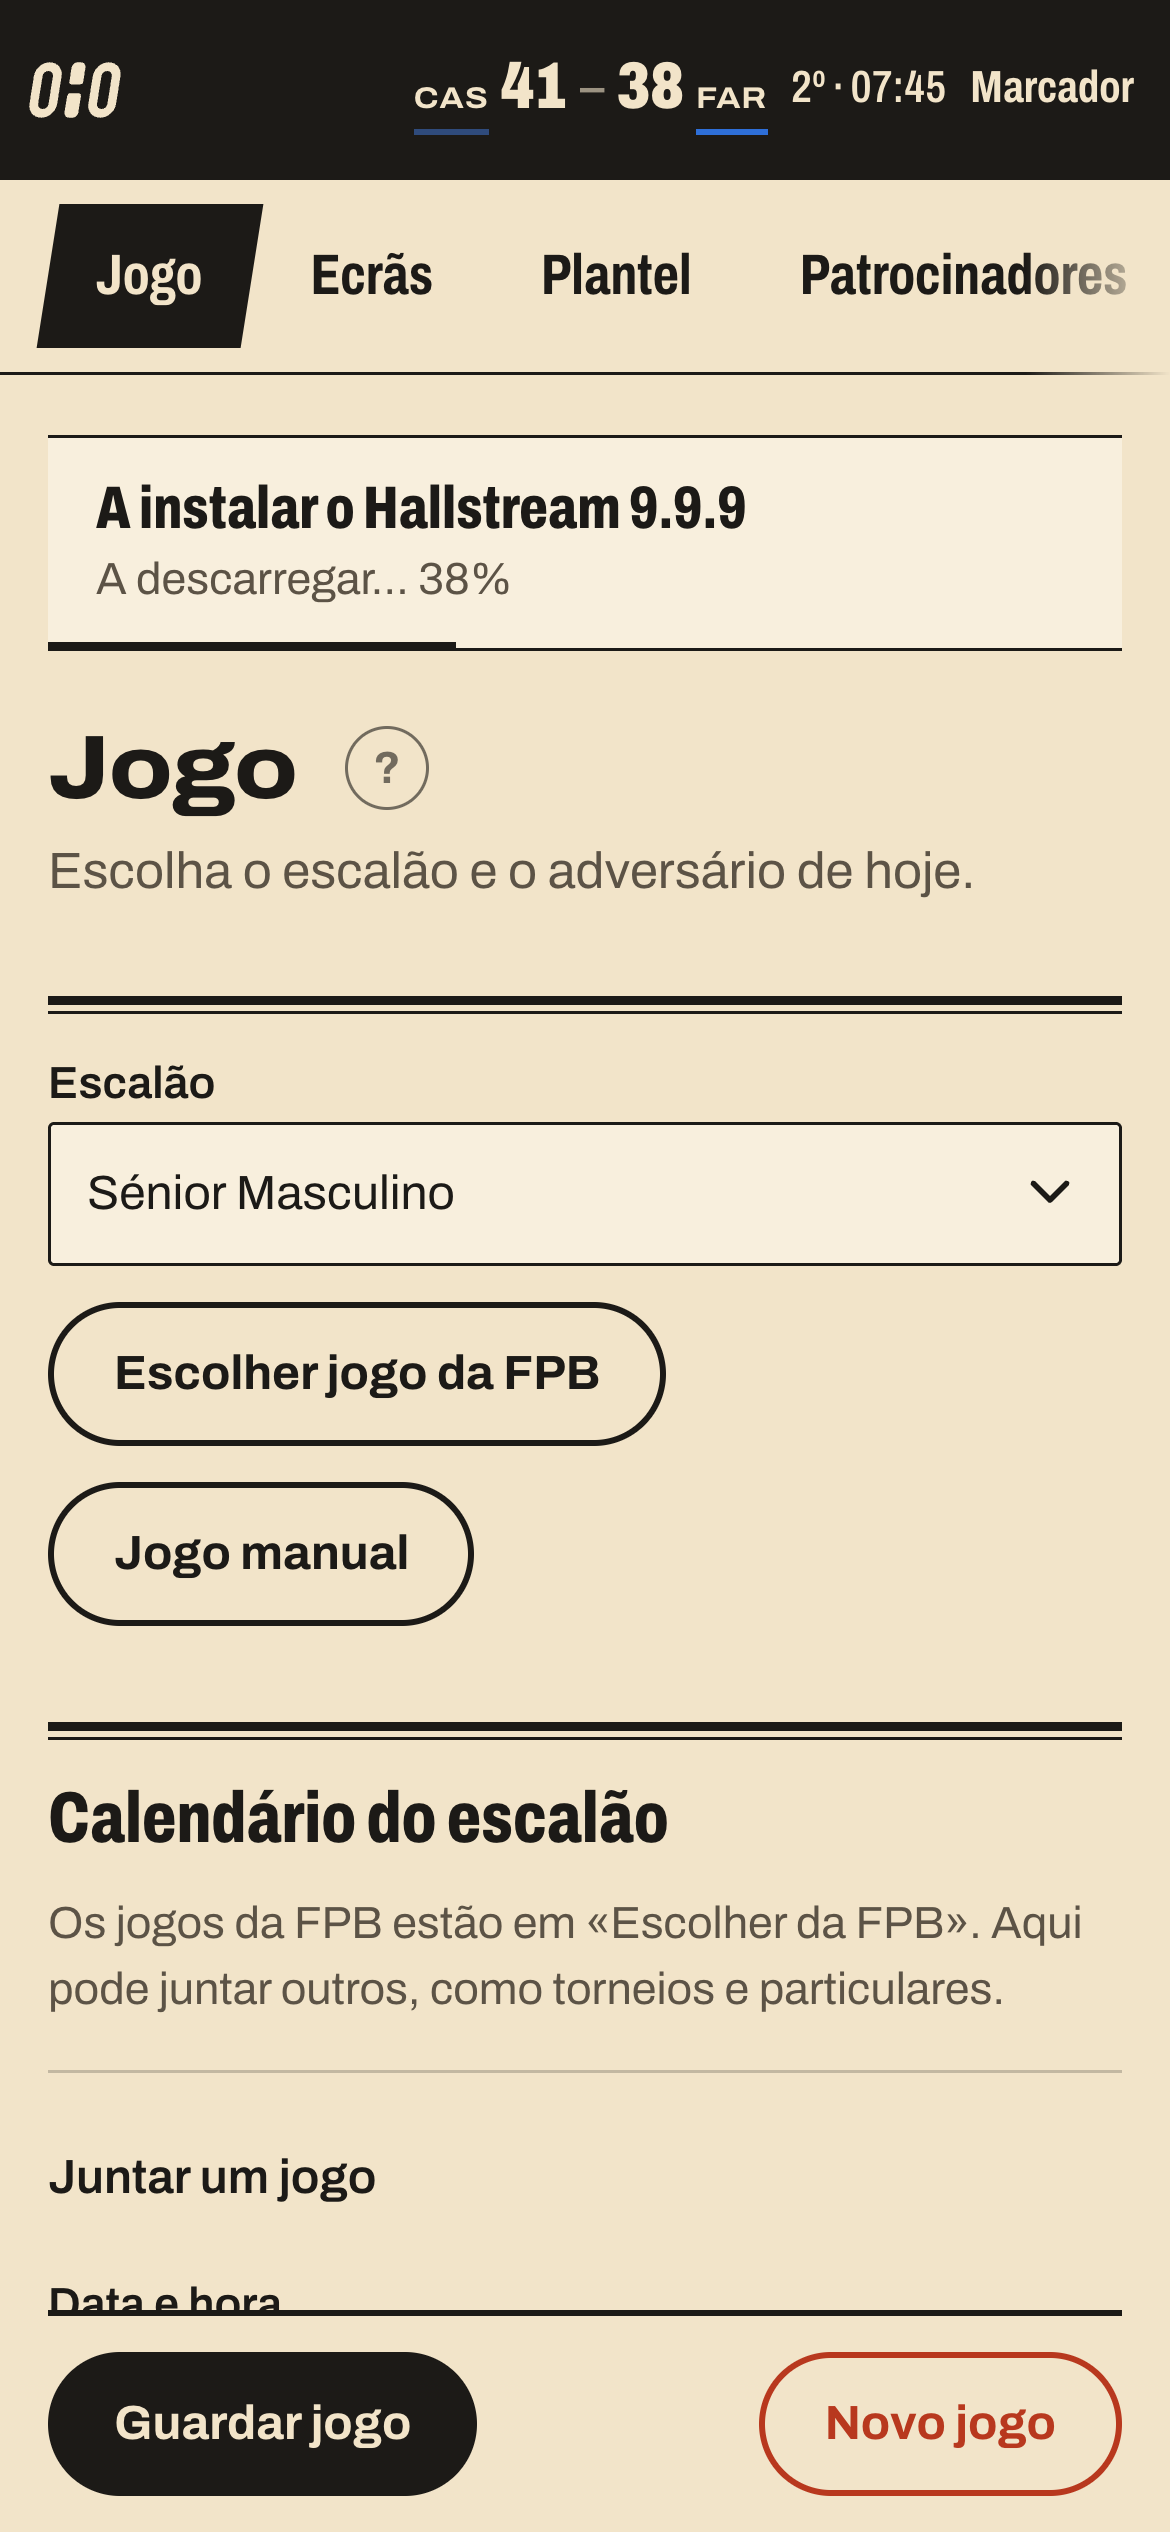 0:0
CAS 41 – 38 FAR 2º · 07:45 Marcador
Jogo Ecrãs Plantel Patrocinadores
A instalar o Hallstream 9.9.9
A descarregar... 38%
Jogo ?
Escolha o escalão e o adversário de hoje.
Escalão
Sénior Masculino
Escolher jogo da FPB
Jogo manual
Calendário do escalão
Os jogos da FPB estão em «Escolher da FPB». Aqui
pode juntar outros, como torneios e particulares.
Juntar um jogo
Data e hora
Guardar jogo Novo jogo